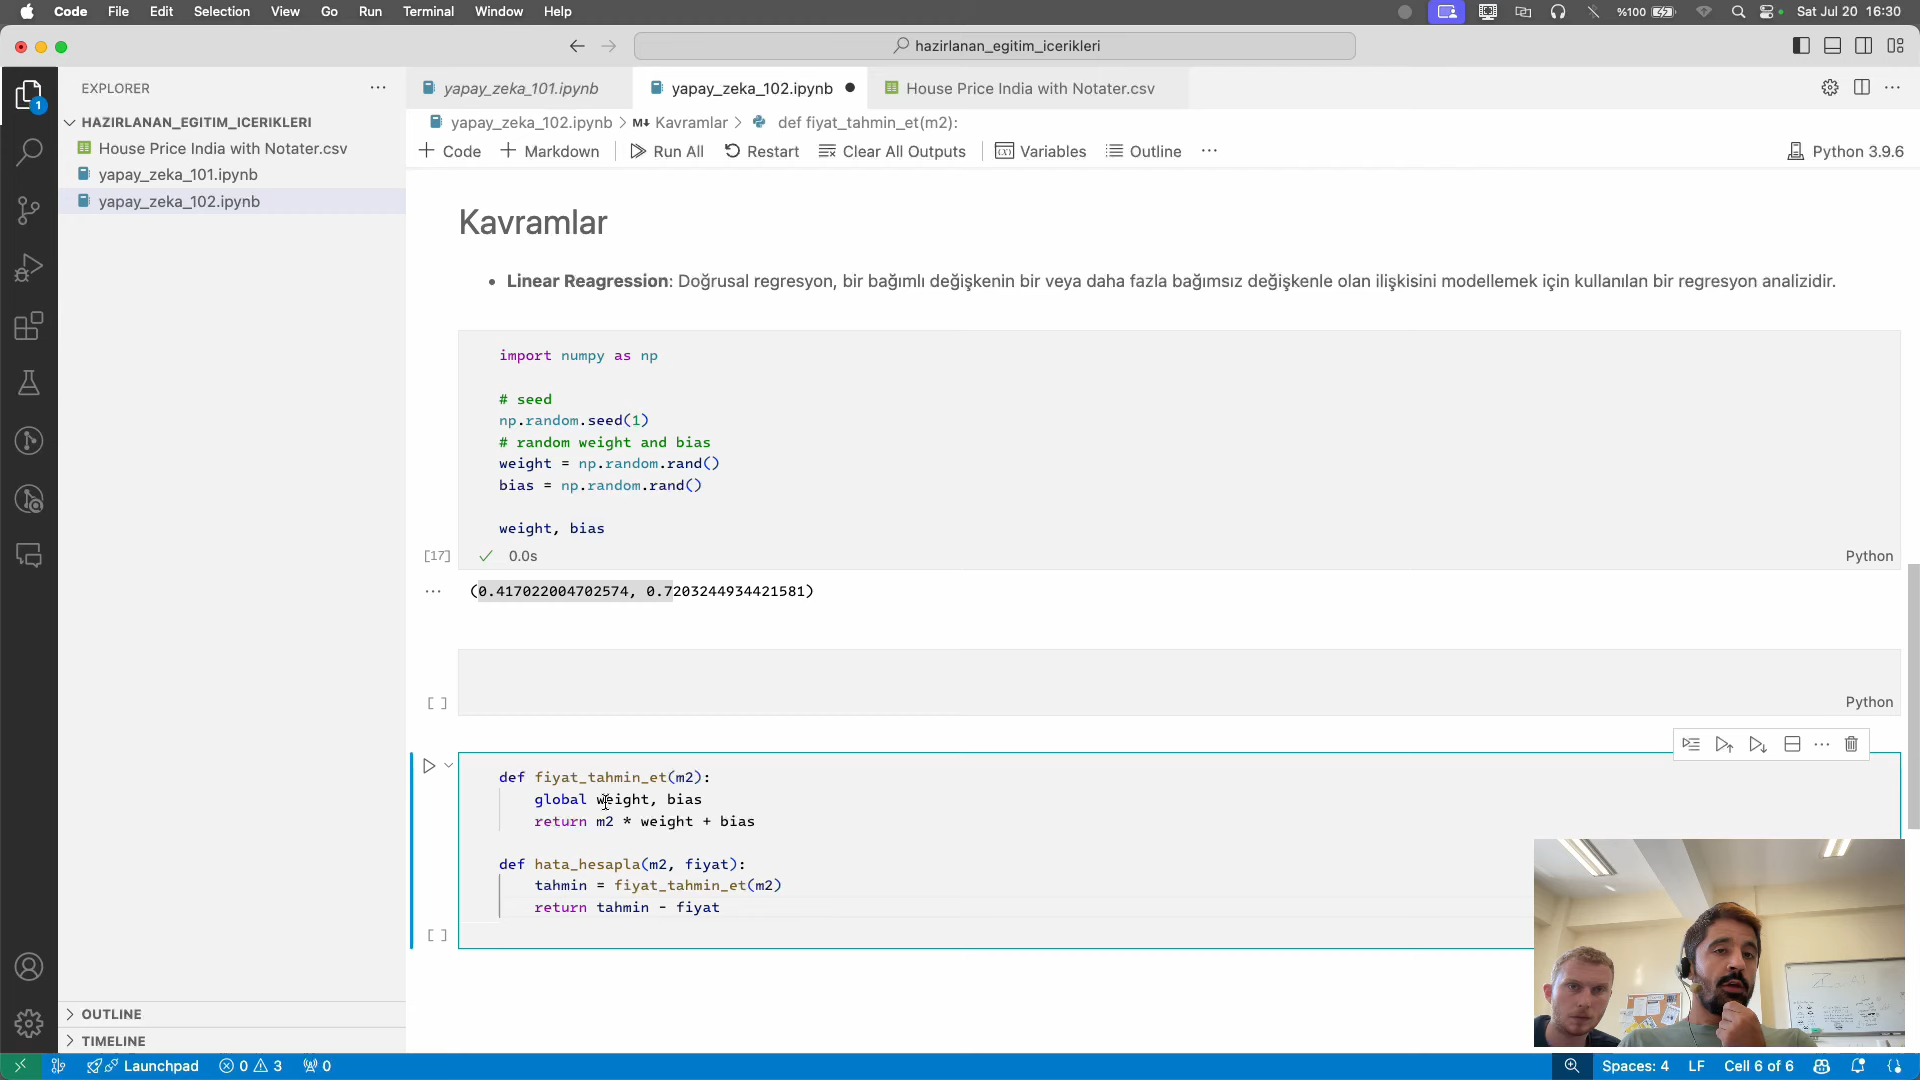 Code File Edit Selection View Go Run Terminal Window Help %100 Sat Jul 20 16:30
hazirlanan_egitim_icerikleri
EXPLORER
yapay_zeka_101.ipynb yapay_zeka_102.ipynb House Price India with Notater.csv
HAZIRLANAN_EGITIM_ICERIKLERI
House Price India with Notater.csv
yapay_zeka_101.ipynb
yapay_zeka_102.ipynb
1
yapay_zeka_102.ipynb > M↓ Kavramlar > def fiyat_tahmin_et(m2):
Code Markdown Run All Restart Clear All Outputs Variables Outline Python 3.9.6
Kavramlar
• Linear Reagression: Doğrusal regresyon, bir bağımlı değişkenin bir veya daha fazla bağımsız değişkenle olan ilişkisini modellemek için kullanılan bir regresyon analizidir.
import numpy as np
# seed
np.random.seed(1)
# random weight and bias
weight = np.random.rand()
bias = np.random.rand()
weight, bias
[17] 0.0s Python
(0.417022004702574, 0.7203244934421581)
[ ] Python
def fiyat_tahmin_et(m2):
global weight, bias
return m2 * weight + bias
def hata_hesapla(m2, fiyat):
tahmin = fiyat_tahmin_et(m2)
return tahmin - fiyat
[ ]
OUTLINE
TIMELINE
Launchpad 0 3 0 Spaces: 4 LF Cell 6 of 6